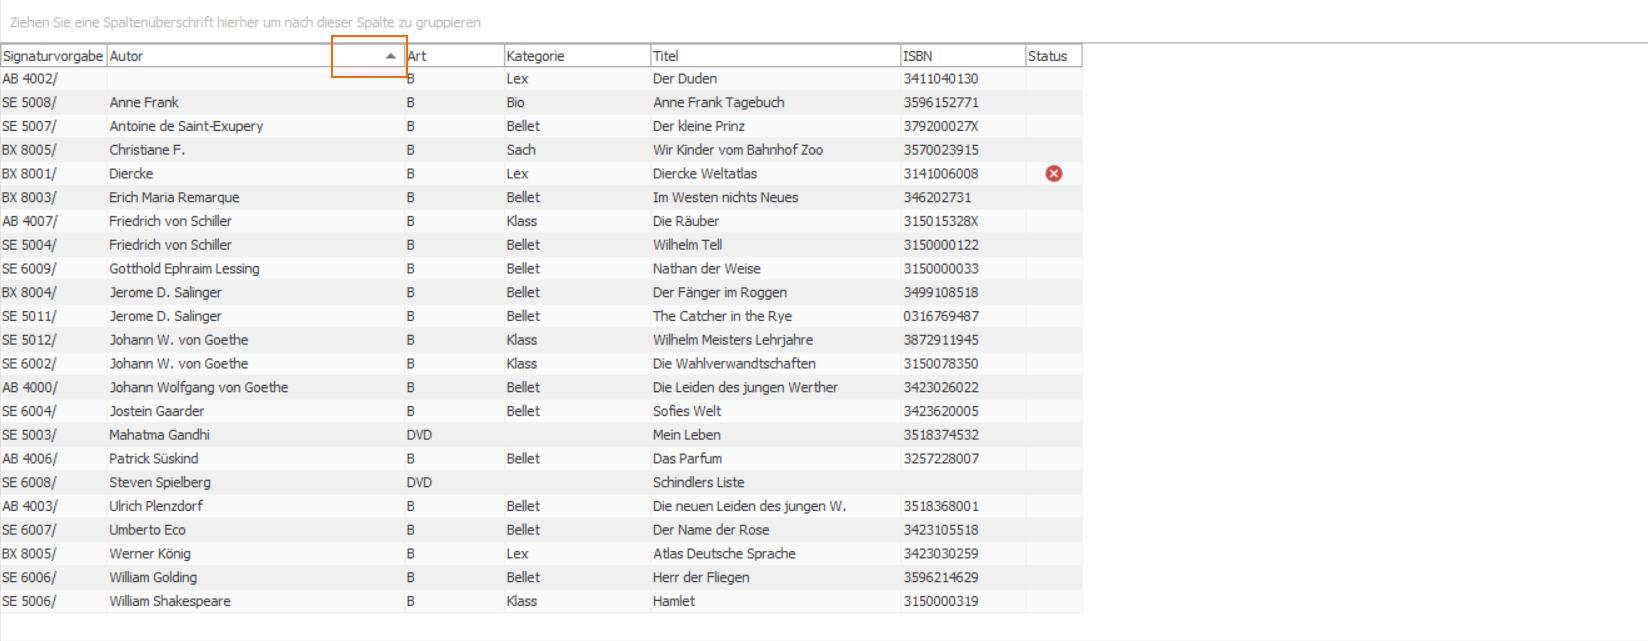 Ziehen Sie eine Spaltenüberschrift hierher um nach dieser Spalte zu gruppieren
Signaturvorgabe Autor Art Kategorie Titel ISBN Status
AB 4002/ B Lex Der Duden 3411040130
SE 5008/ Anne Frank B Bio Anne Frank Tagebuch 3596152771
SE 5007/ Antoine de Saint-Exupery B Bellet Der kleine Prinz 379200027X
BX 8005/ Christiane F. B Sach Wir Kinder vom Bahnhof Zoo 3570023915
BX 8001/ Diercke B Lex Diercke Weltatlas 3141006008
BX 8003/ Erich Maria Remarque B Bellet Im Westen nichts Neues 346202731
AB 4007/ Friedrich von Schiller B Klass Die Räuber 315015328X
SE 5004/ Friedrich von Schiller B Bellet Wilhelm Tell 3150000122
SE 6009/ Gotthold Ephraim Lessing B Bellet Nathan der Weise 3150000033
BX 8004/ Jerome D. Salinger B Bellet Der Fänger im Roggen 3499108518
SE 5011/ Jerome D. Salinger B Bellet The Catcher in the Rye 0316769487
SE 5012/ Johann W. von Goethe B Klass Wilhelm Meisters Lehrjahre 3872911945
SE 6002/ Johann W. von Goethe B Klass Die Wahlverwandtschaften 3150078350
AB 4000/ Johann Wolfgang von Goethe B Bellet Die Leiden des jungen Werther 3423026022
SE 6004/ Jostein Gaarder B Bellet Sofies Welt 3423620005
SE 5003/ Mahatma Gandhi DVD Mein Leben 3518374532
AB 4006/ Patrick Süskind B Bellet Das Parfum 3257228007
SE 6008/ Steven Spielberg DVD Schindlers Liste
AB 4003/ Ulrich Plenzdorf B Bellet Die neuen Leiden des jungen W. 3518368001
SE 6007/ Umberto Eco B Bellet Der Name der Rose 3423105518
BX 8005/ Werner König B Lex Atlas Deutsche Sprache 3423030259
SE 6006/ William Golding B Bellet Herr der Fliegen 3596214629
SE 5006/ William Shakespeare B Klass Hamlet 3150000319